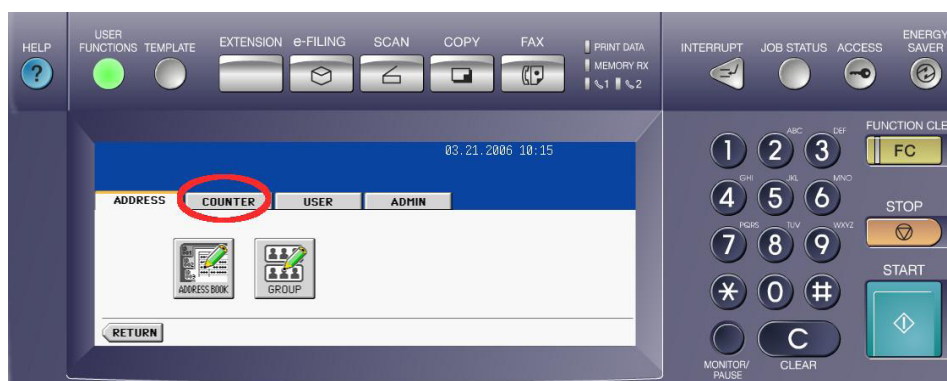 HELP
USER
FUNCTIONS TEMPLATE
EXTENSION e-FILING SCAN COPY FAX
PRINT DATA
MEMORY RX
1 2
INTERRUPT JOB STATUS ACCESS
ENERGY
SAVER
?
03.21.2006 10:15
ADDRESS COUNTER USER ADMIN
ADDRESS BOOK GROUP
RETURN
ABC DEF
1 2 3
GHI JKL MNO
4 5 6
PQRS TUV WXYZ
7 8 9
* 0 #
C
MONITOR/
PAUSE
CLEAR
FUNCTION CLE
FC
STOP
START